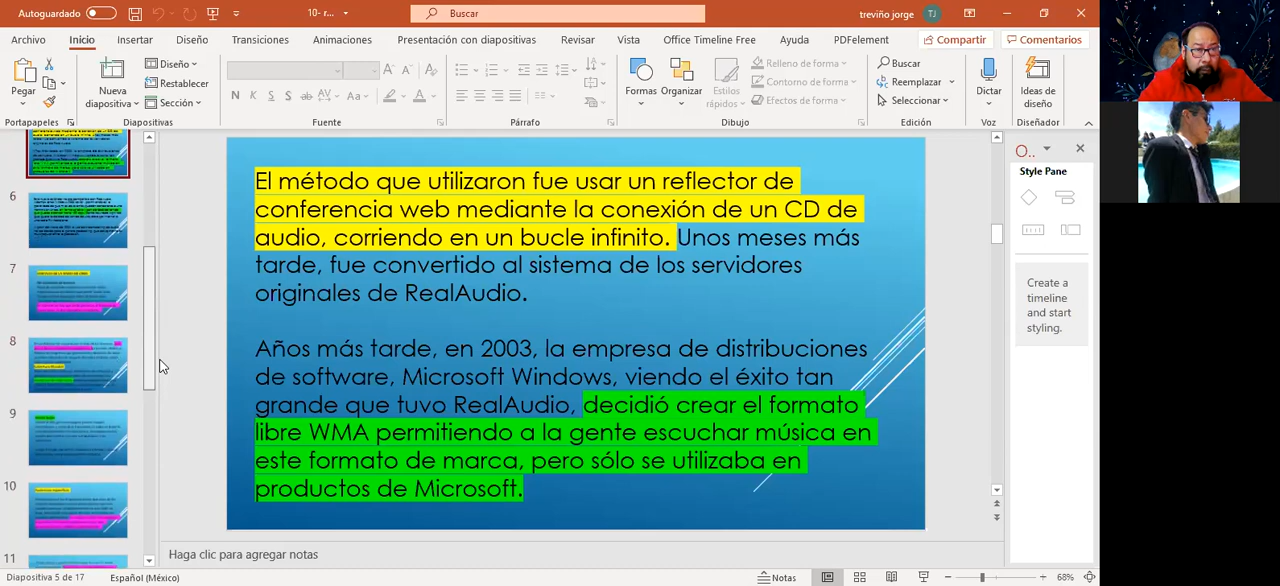 Autoguardado
10- r...
Buscar
treviño jorge
TJ
Archivo Inicio Insertar Diseño Transiciones Animaciones Presentación con diapositivas Revisar Vista Office Timeline Free Ayuda PDFelement Compartir Comentarios
Pegar
Nueva diapositiva
Diseño
Restablecer
Sección
N K S S ab AV Aa A
Formas
Organizar
Estilos rápidos
Relleno de forma
Contorno de forma
Efectos de forma
Buscar
Reemplazar
Seleccionar
Dictar
Ideas de diseño
Portapapeles Diapositivas Fuente Párrafo Dibujo Edición Voz Diseñador
6
7
8
9
10
11
El método que utilizaron fue usar un reflector de
conferencia web mediante la conexión de un CD de
audio, corriendo en un bucle infinito. Unos meses más
tarde, fue convertido al sistema de los servidores
originales de RealAudio.
Años más tarde, en 2003, la empresa de distribuciones
de software, Microsoft Windows, viendo el éxito tan
grande que tuvo RealAudio, decidió crear el formato
libre WMA permitiendo a la gente escuchar música en
este formato de marca, pero sólo se utilizaba en
productos de Microsoft.
O..
Style Pane
Create a
timeline
and start
styling.
Haga clic para agregar notas
Diapositiva 5 de 17 Español (México) Notas 68%